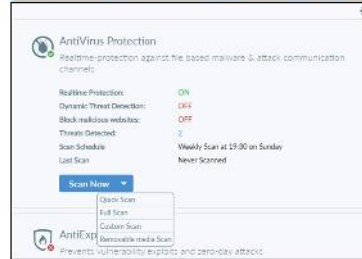 AntiVirus Protection
Realtime-protection against file based malware & attack communication
channels
Realtime Protection: ON
Dynamic Threat Detection: OFF
Block malicious websites: OFF
Threats Detected: 2
Scan Schedule Weekly Scan at 19:30 on Sunday
Last Scan Never Scanned
Scan Now
Quick Scan
Full Scan
Custom Scan
Removable media Scan
AntiExp
Prevents vulnerability exploits and zero-day attacks